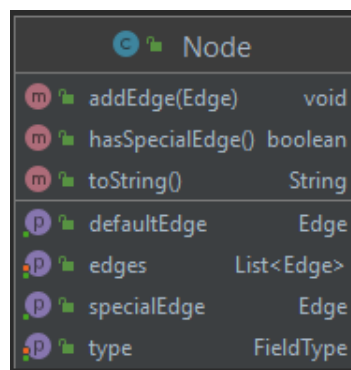 C Node
m addEdge(Edge) void
m hasSpecialEdge() boolean
m toString() String
p defaultEdge Edge
p edges List<Edge>
p specialEdge Edge
p type FieldType